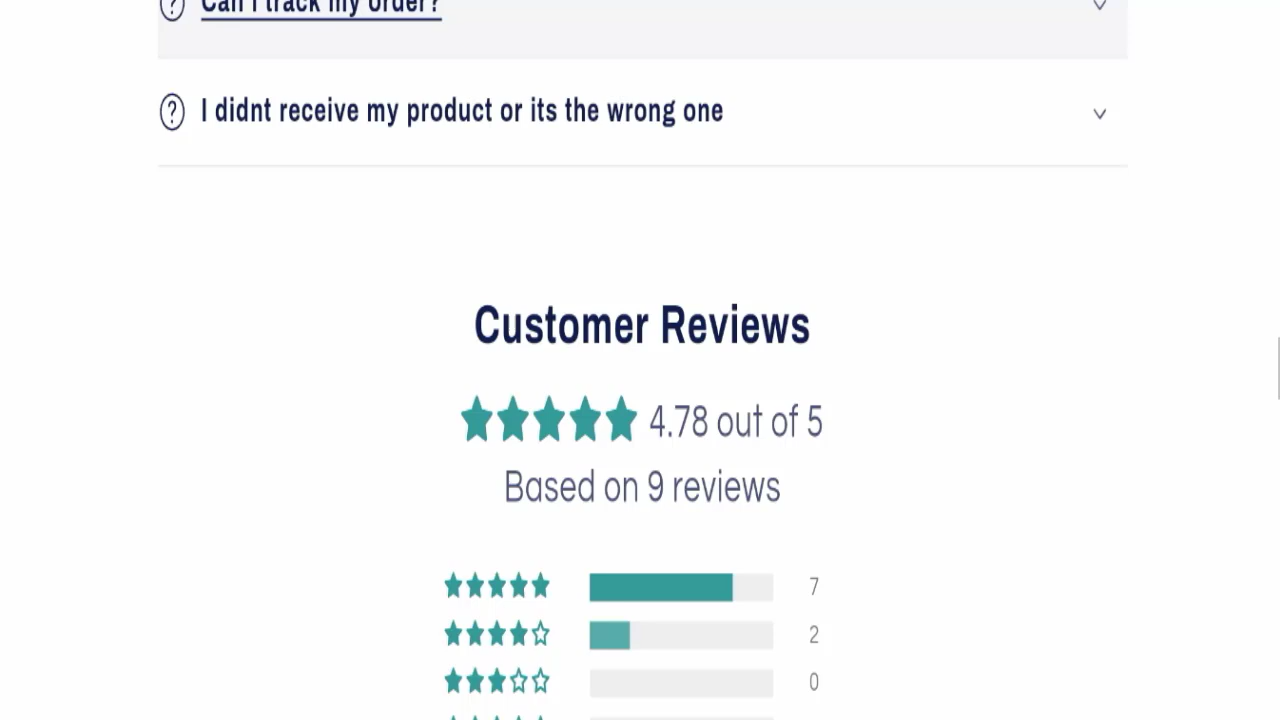 Can I track my order?
I didnt receive my product or its the wrong one
Customer Reviews
4.78 out of 5
Based on 9 reviews
7
2
0